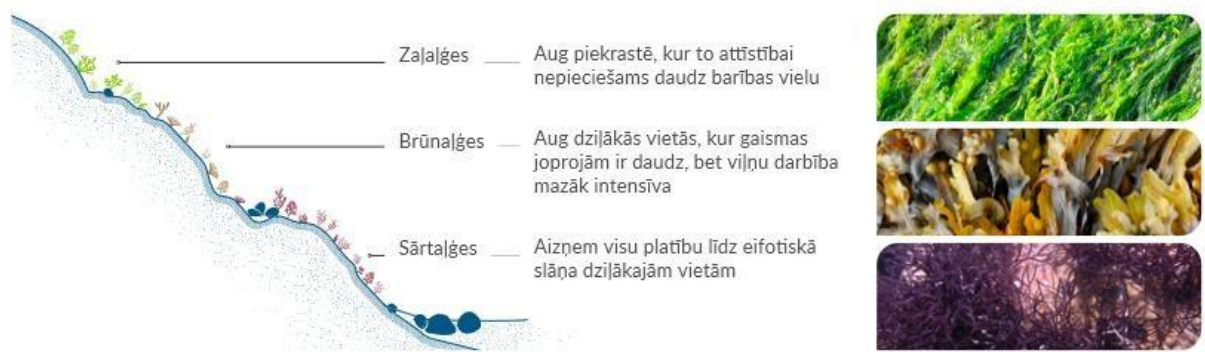 Zaļaļģes
Aug piekrastē, kur to attīstībai
nepieciešams daudz barības vielu
Brūnaļģes
Aug dziļākās vietās, kur gaismas
joprojām ir daudz, bet viļņu darbība
mazāk intensīva
Sārtaļģes
Aizņem visu platību līdz eifotiskā
slāņa dziļākajām vietām